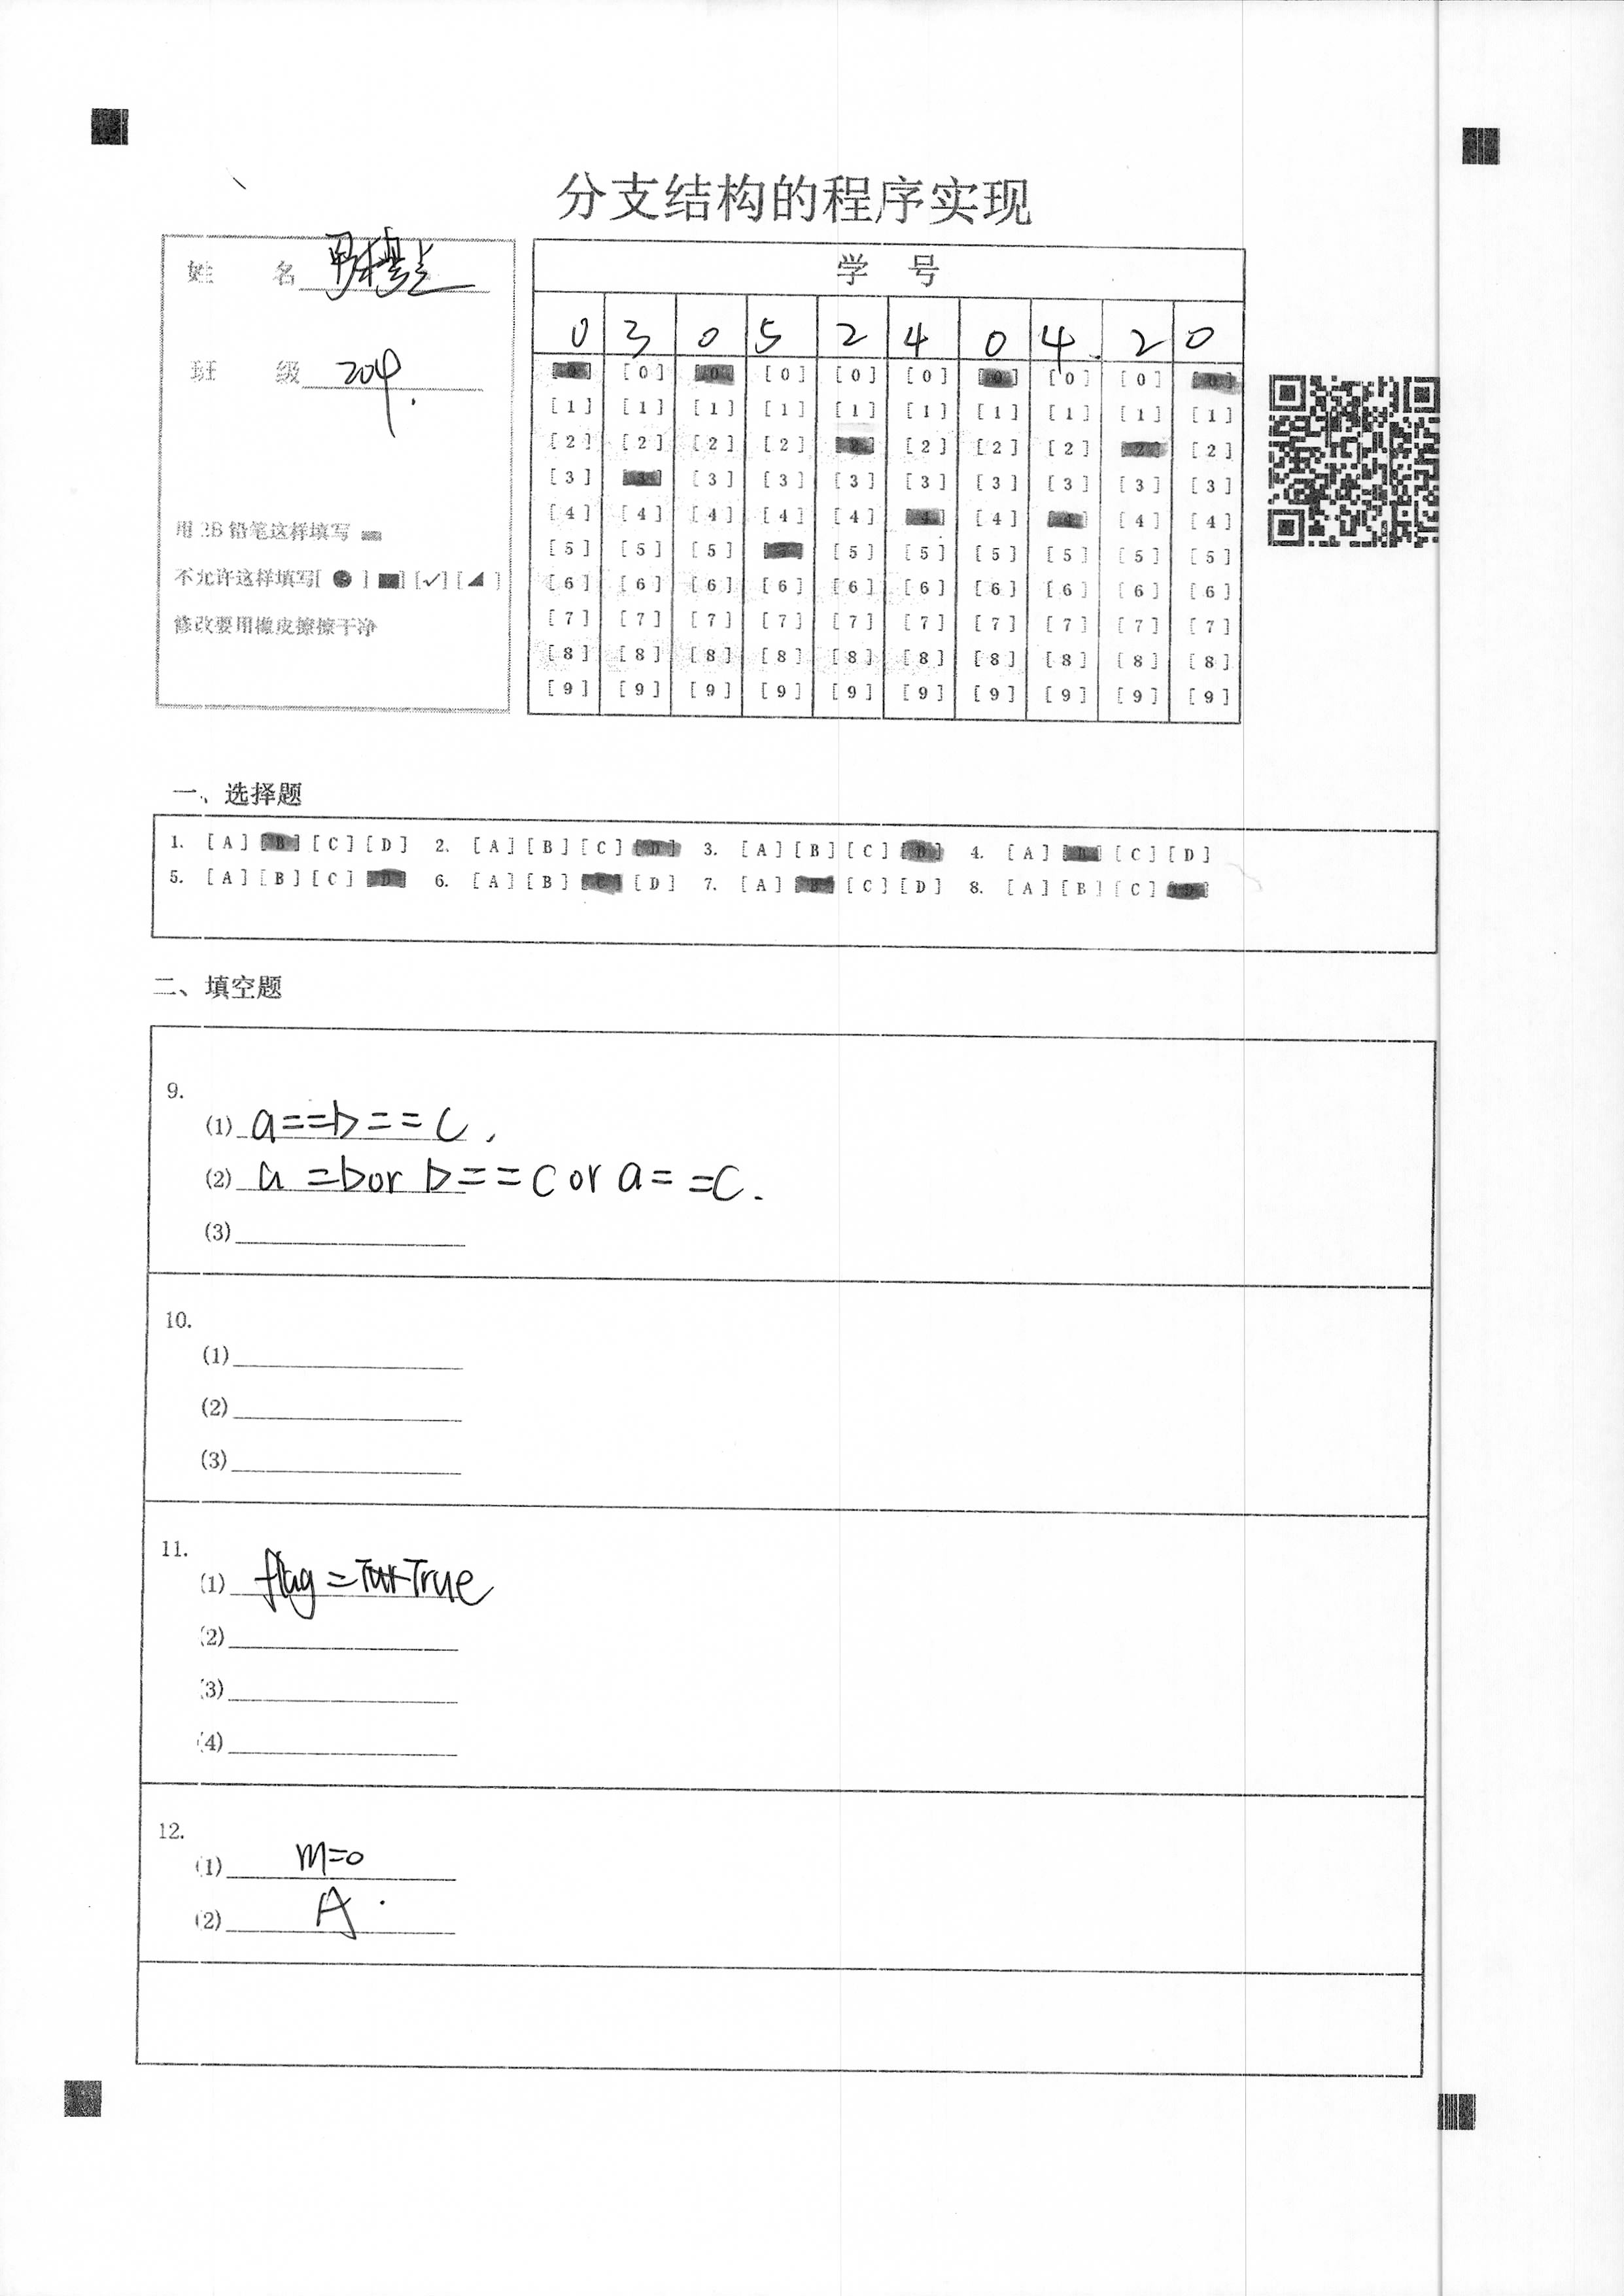 分支结构的程序实现
姓 名
班 级 204.
用 2B 铅笔这样填写
不允许这样填写[ ● ] ■] [✓] [◢ ]
修改要用橡皮擦擦干净
学 号
0 3 0 5 2 4 0 4. 2 0
[0] [0] [0] [0] [0] [0] [0] [0] [0] [0]
[1] [1] [1] [1] [1] [1] [1] [1] [1] [1]
[2] [2] [2] [2] [2] [2] [2] [2] [2] [2]
[3] [3] [3] [3] [3] [3] [3] [3] [3] [3]
[4] [4] [4] [4] [4] [4] [4] [4] [4] [4]
[5] [5] [5] [5] [5] [5] [5] [5] [5] [5]
[6] [6] [6] [6] [6] [6] [6] [6] [6] [6]
[7] [7] [7] [7] [7] [7] [7] [7] [7] [7]
[8] [8] [8] [8] [8] [8] [8] [8] [8] [8]
[9] [9] [9] [9] [9] [9] [9] [9] [9] [9]
一、选择题
1. [A] [B] [C] [D] 2. [A] [B] [C] [D] 3. [A] [B] [C] [D] 4. [A] [B] [C] [D]
5. [A] [B] [C] [D] 6. [A] [B] [C] [D] 7. [A] [B] [C] [D] 8. [A] [B] [C] [D]
二、填空题
9.
(1) a==b==c,
(2) a =b or b==c or a==c.
(3)
10.
(1)
(2)
(3)
11.
(1) flag=True
(2)
(3)
(4)
12.
(1) m=0
(2) A.